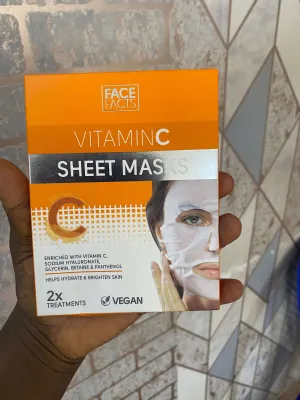 FACE
FACTS
VITAMINC
SHEET MASKS
C
ENRICHED WITH VITAMIN C,
SODIUM HYALURONATE,
GLYCERIN, BETAINE & PANTHENOL
HELPS HYDRATE & BRIGHTEN SKIN
2x
TREATMENTS
VEGAN